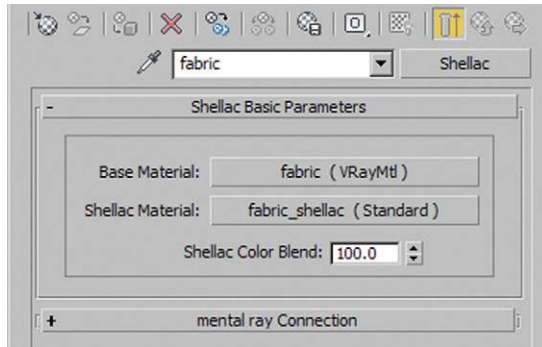 fabric Shellac
- Shellac Basic Parameters
Base Material: fabric ( VRayMtl )
Shellac Material: fabric_shellac ( Standard )
Shellac Color Blend: 100.0
+ mental ray Connection